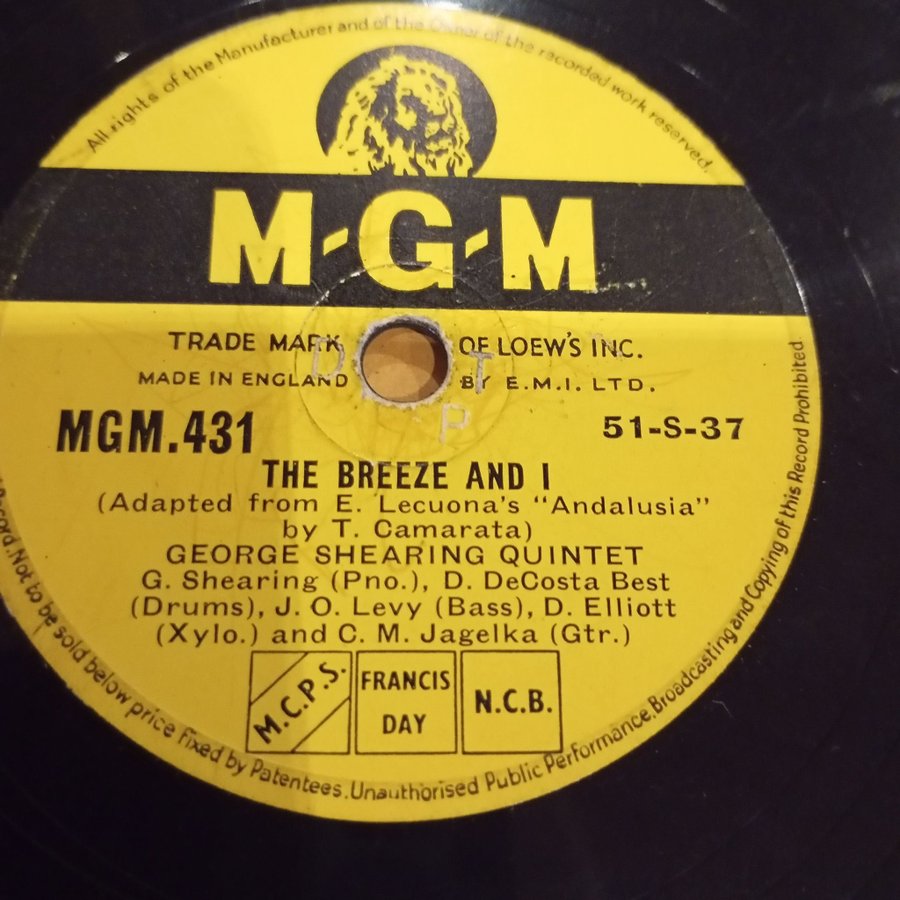 All rights of the Manufacturer and of the Owner of the recorded work reserved.
M-G-M
TRADE MARK OF LOEW'S INC.
MADE IN ENGLAND BY E.M.I. LTD.
D T
P
MGM.431 51-S-37
THE BREEZE AND I
(Adapted from E. Lecuona's "Andalusia"
by T. Camarata)
GEORGE SHEARING QUINTET
G. Shearing (Pno.), D. DeCosta Best
(Drums), J. O. Levy (Bass), D. Elliott
(Xylo.) and C. M. Jagelka (Gtr.)
M.C.P.S.
FRANCIS
DAY
N.C.B.
Record. Not to be sold below price fixed by Patentees. Unauthorised Public Performance, Broadcasting and Copying of this Record Prohibited